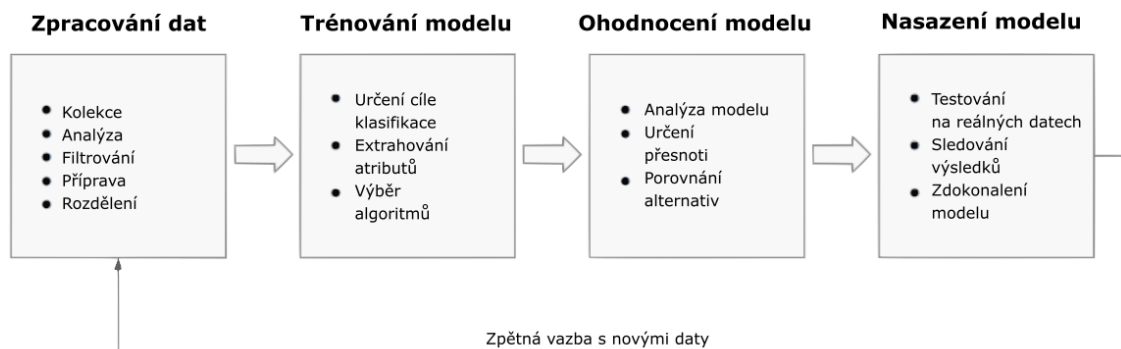 Zpracování dat
Kolekce
Analýza
Filtrování
Příprava
Rozdělení
Trénování modelu
Určení cíle
klasifikace
Extrahování
atributů
Výběr
algoritmů
Ohodnocení modelu
Analýza modelu
Určení
přesnoti
Porovnání
alternativ
Nasazení modelu
Testování
na reálných datech
Sledování
výsledků
Zdokonalení
modelu
Zpětná vazba s novými daty